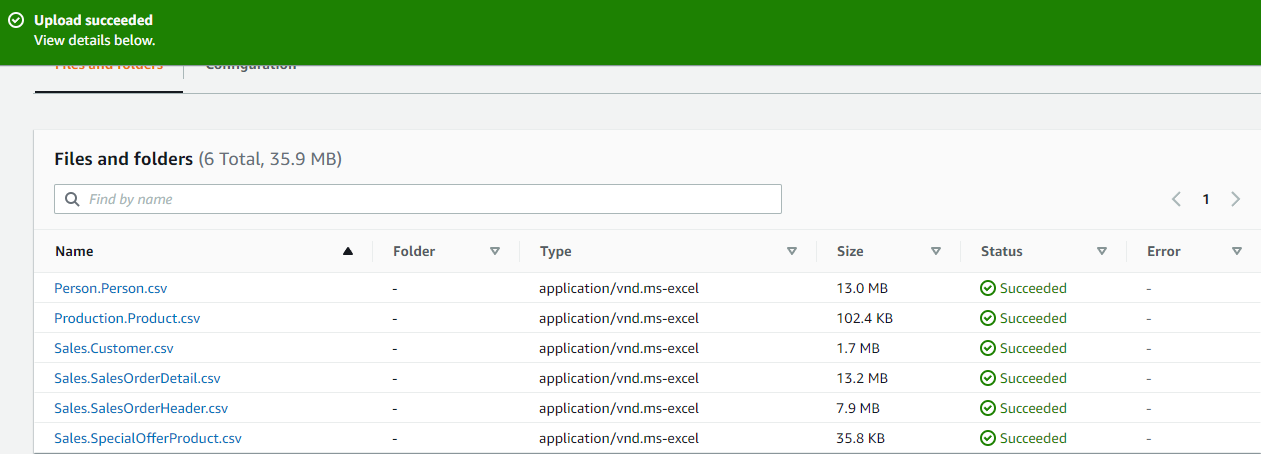 Upload succeeded
View details below.
Files and folders Configuration
Files and folders (6 Total, 35.9 MB)
Find by name 1
Name Folder Type Size Status Error
Person.Person.csv - application/vnd.ms-excel 13.0 MB Succeeded -
Production.Product.csv - application/vnd.ms-excel 102.4 KB Succeeded -
Sales.Customer.csv - application/vnd.ms-excel 1.7 MB Succeeded -
Sales.SalesOrderDetail.csv - application/vnd.ms-excel 13.2 MB Succeeded -
Sales.SalesOrderHeader.csv - application/vnd.ms-excel 7.9 MB Succeeded -
Sales.SpecialOfferProduct.csv - application/vnd.ms-excel 35.8 KB Succeeded -